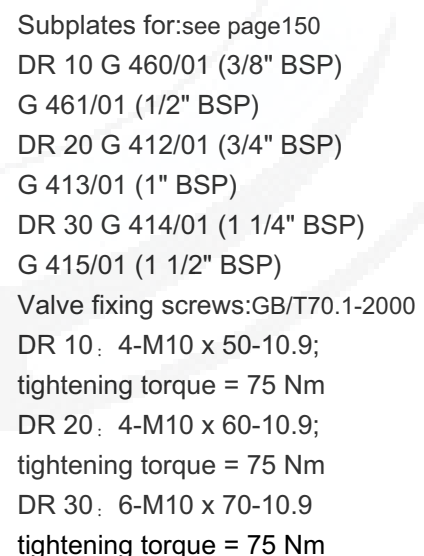 Subplates for:see page150
DR 10 G 460/01 (3/8" BSP)
G 461/01 (1/2" BSP)
DR 20 G 412/01 (3/4" BSP)
G 413/01 (1" BSP)
DR 30 G 414/01 (1 1/4" BSP)
G 415/01 (1 1/2" BSP)
Valve fixing screws:GB/T70.1-2000
DR 10：4-M10 x 50-10.9;
tightening torque = 75 Nm
DR 20：4-M10 x 60-10.9;
tightening torque = 75 Nm
DR 30：6-M10 x 70-10.9
tightening torque = 75 Nm